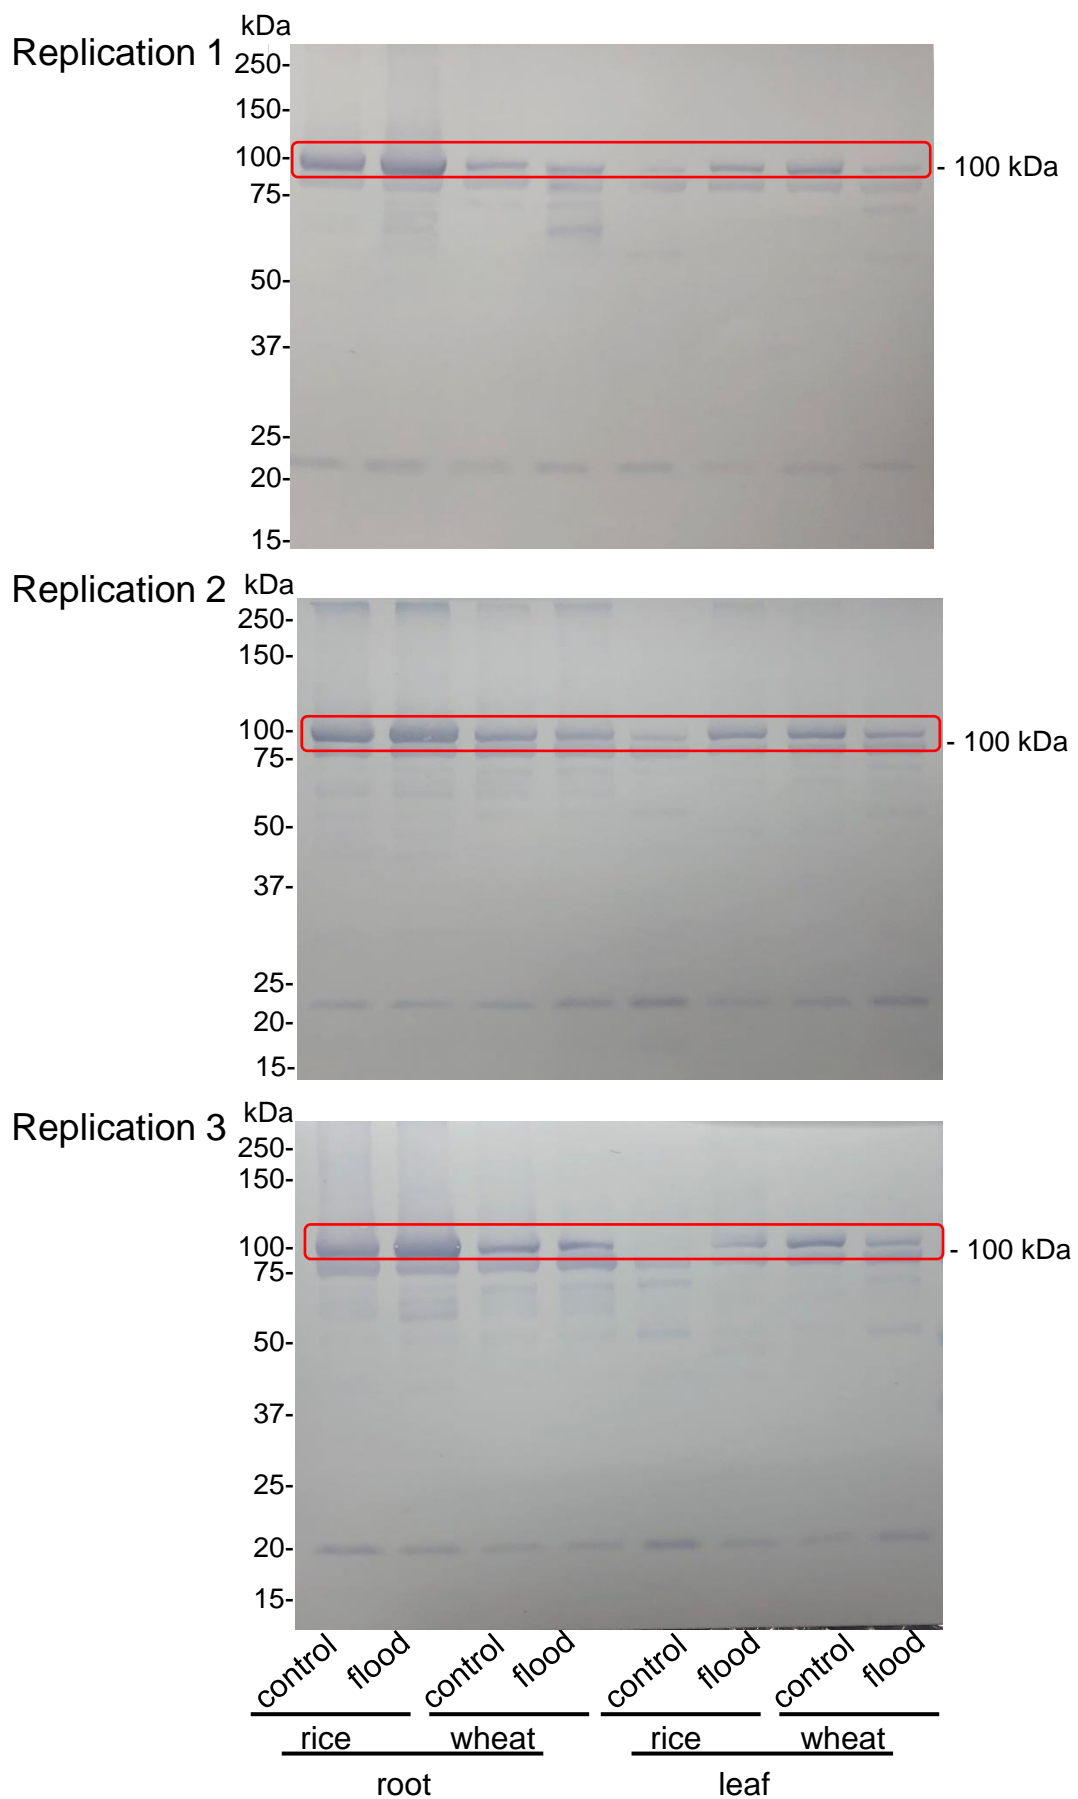 Replication 1
kDa
250-
150-
100-
75-
50-
37-
25-
20-
15-
- 100 kDa
Replication 2
kDa
250-
150-
100-
75-
50-
37-
25-
20-
15-
- 100 kDa
Replication 3
kDa
250-
150-
100-
75-
50-
37-
25-
20-
15-
- 100 kDa
control flood control flood control flood control flood
rice wheat rice wheat
root leaf